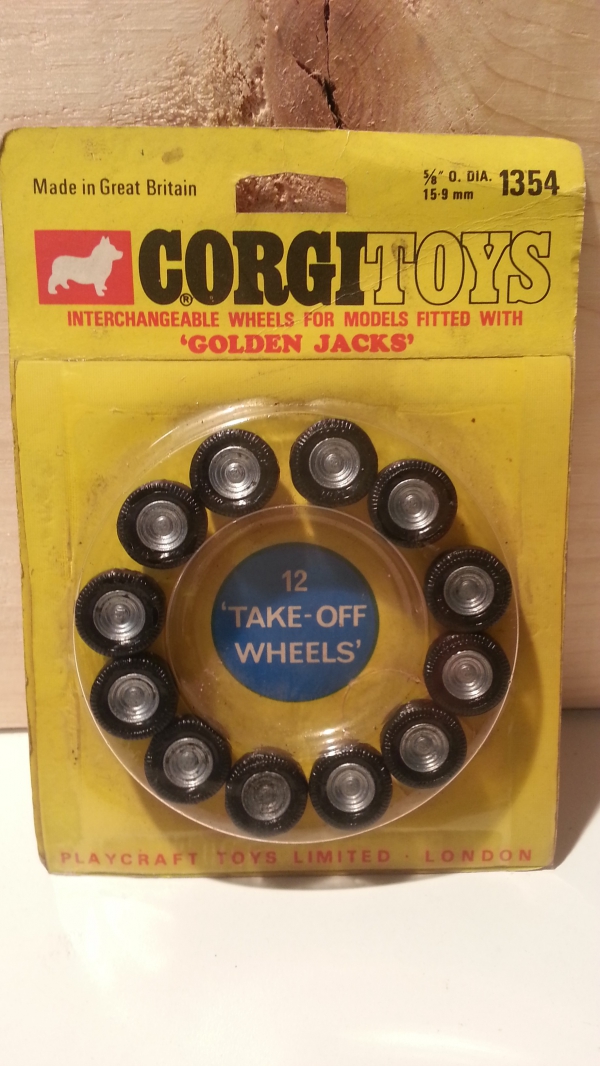 Made in Great Britain
5/8" O. DIA. 1354
15·9 mm
® CORGI TOYS
INTERCHANGEABLE WHEELS FOR MODELS FITTED WITH
‘GOLDEN JACKS’
12
‘TAKE-OFF
WHEELS’
PLAYCRAFT TOYS LIMITED · LONDON